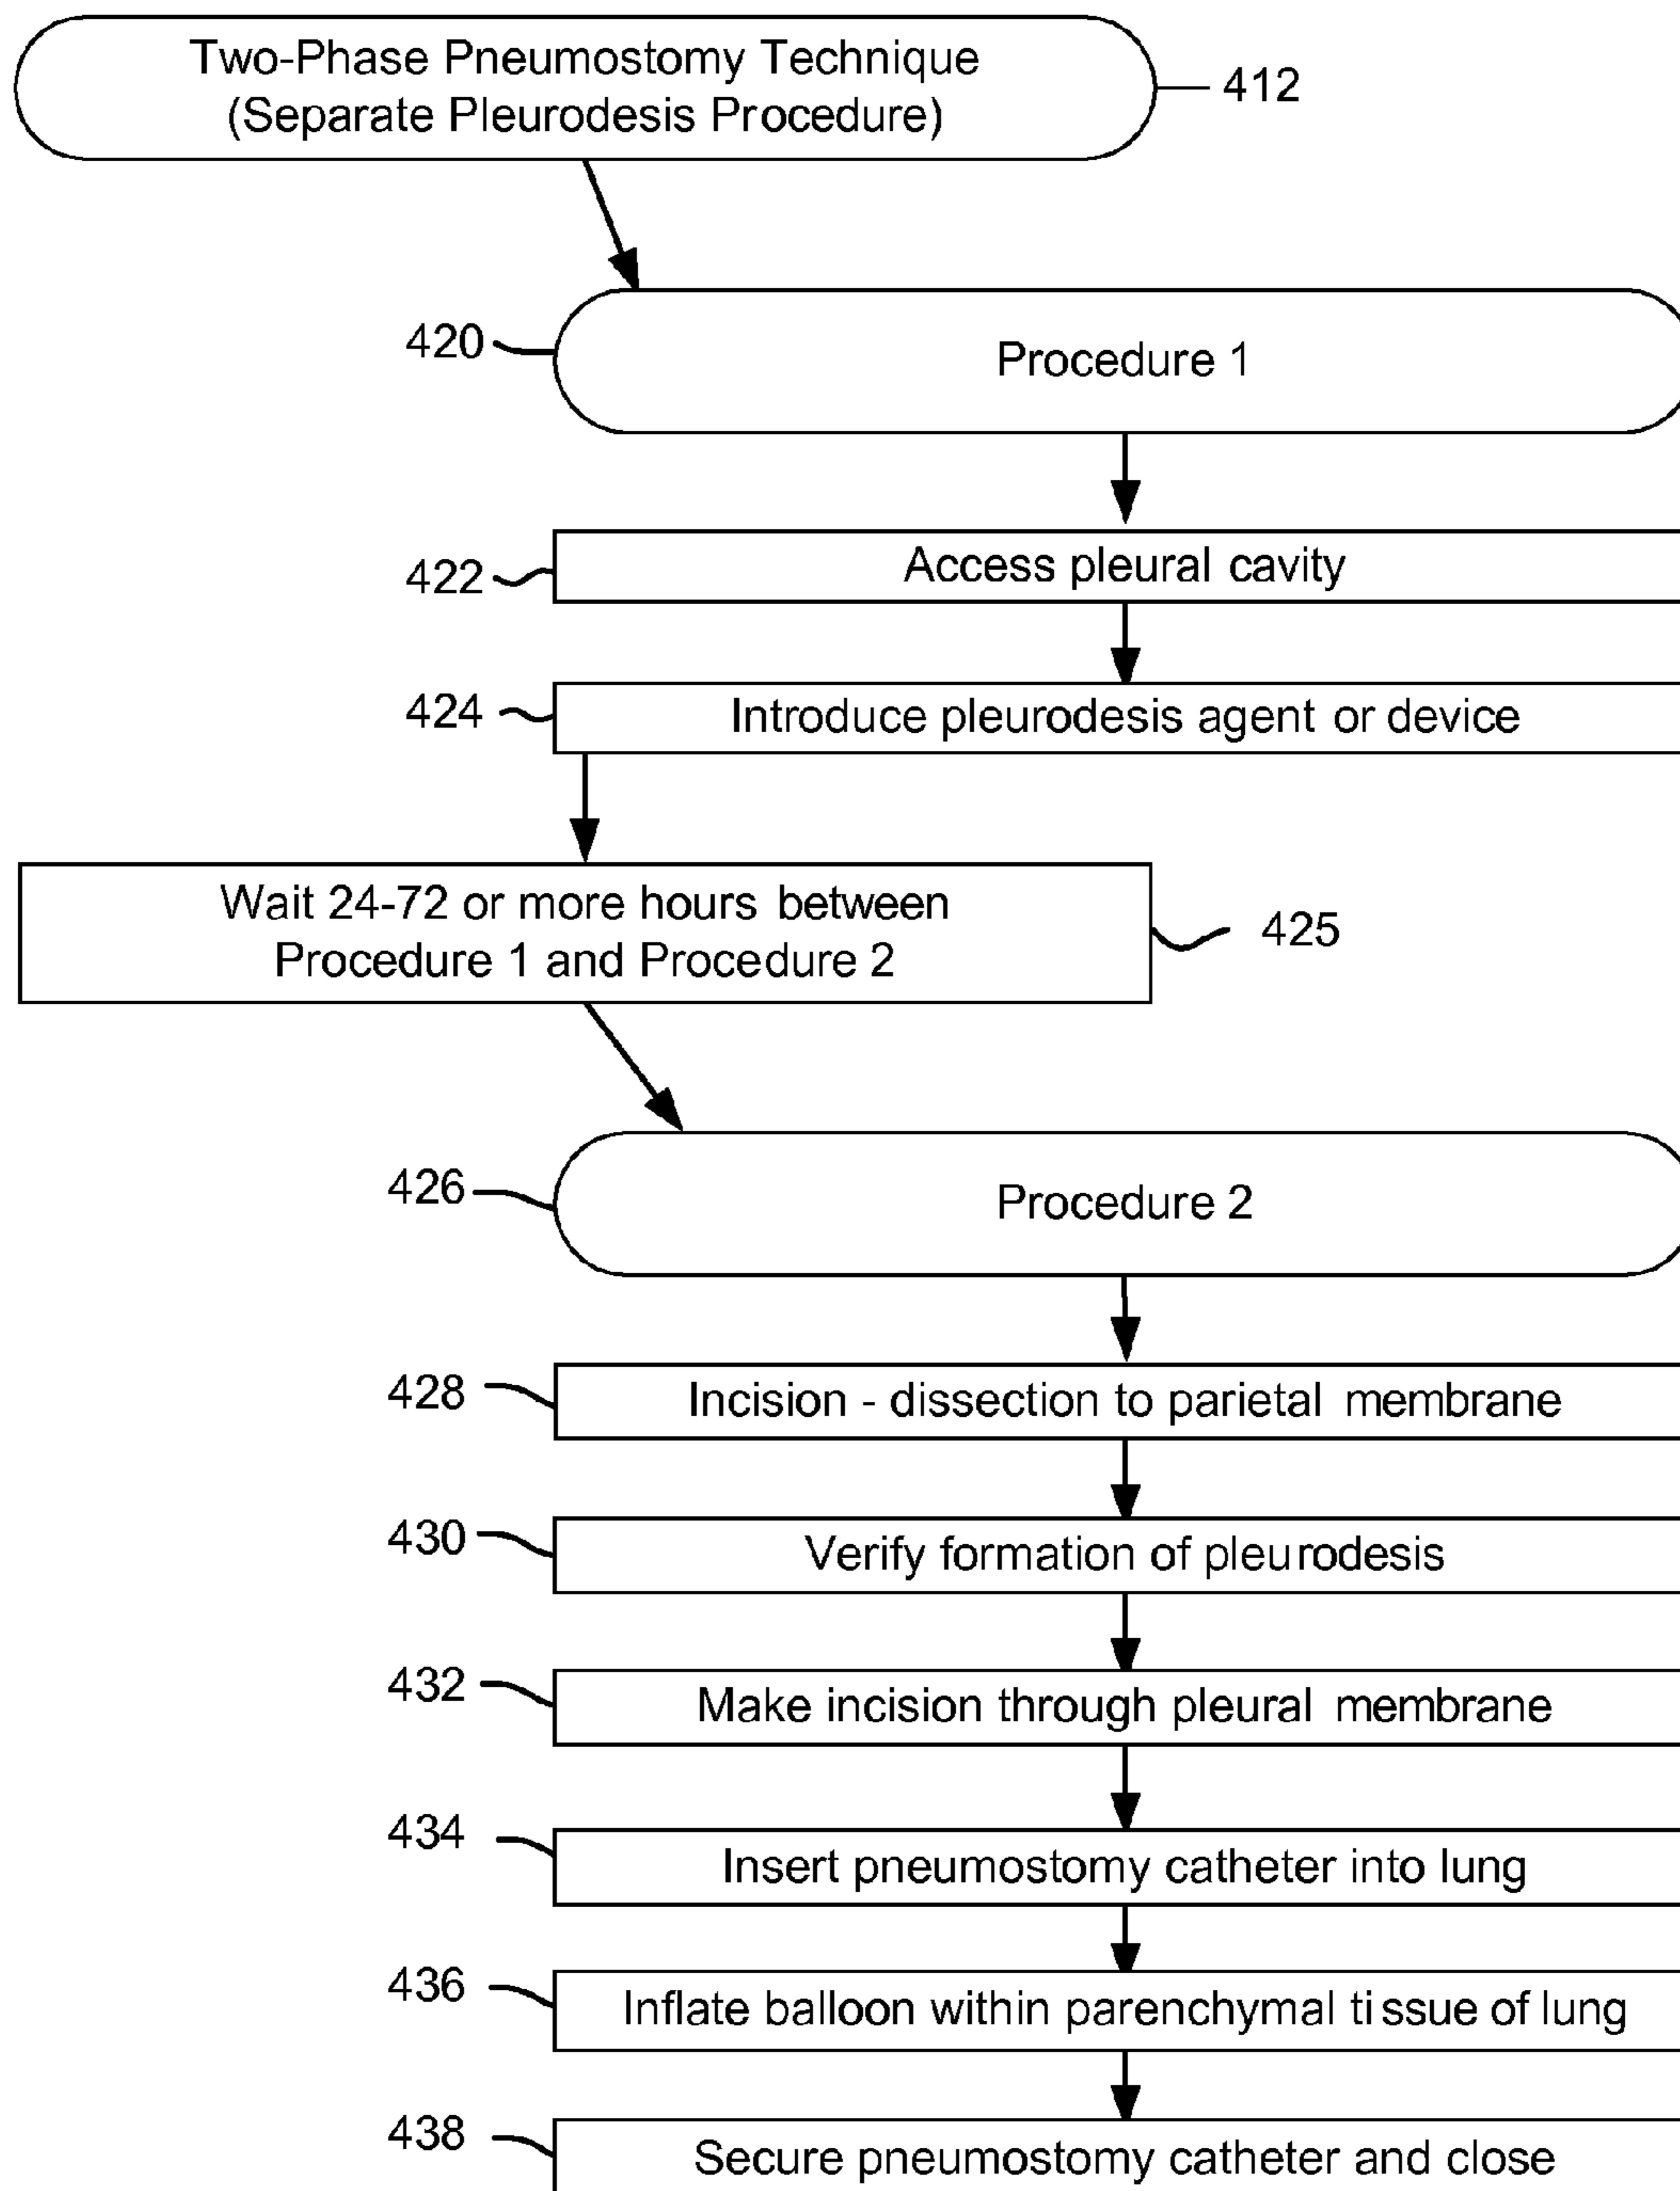 Two-Phase Pneumostomy Technique
(Separate Pleurodesis Procedure)
412
420
Procedure 1
422
Access pleural cavity
424
Introduce pleurodesis agent or device
Wait 24-72 or more hours between
Procedure 1 and Procedure 2
425
426
Procedure 2
428
Incision - dissection to parietal membrane
430
Verify formation of pleurodesis
432
Make incision through pleural membrane
434
Insert pneumostomy catheter into lung
436
Inflate balloon within parenchymal tissue of lung
438
Secure pneumostomy catheter and close